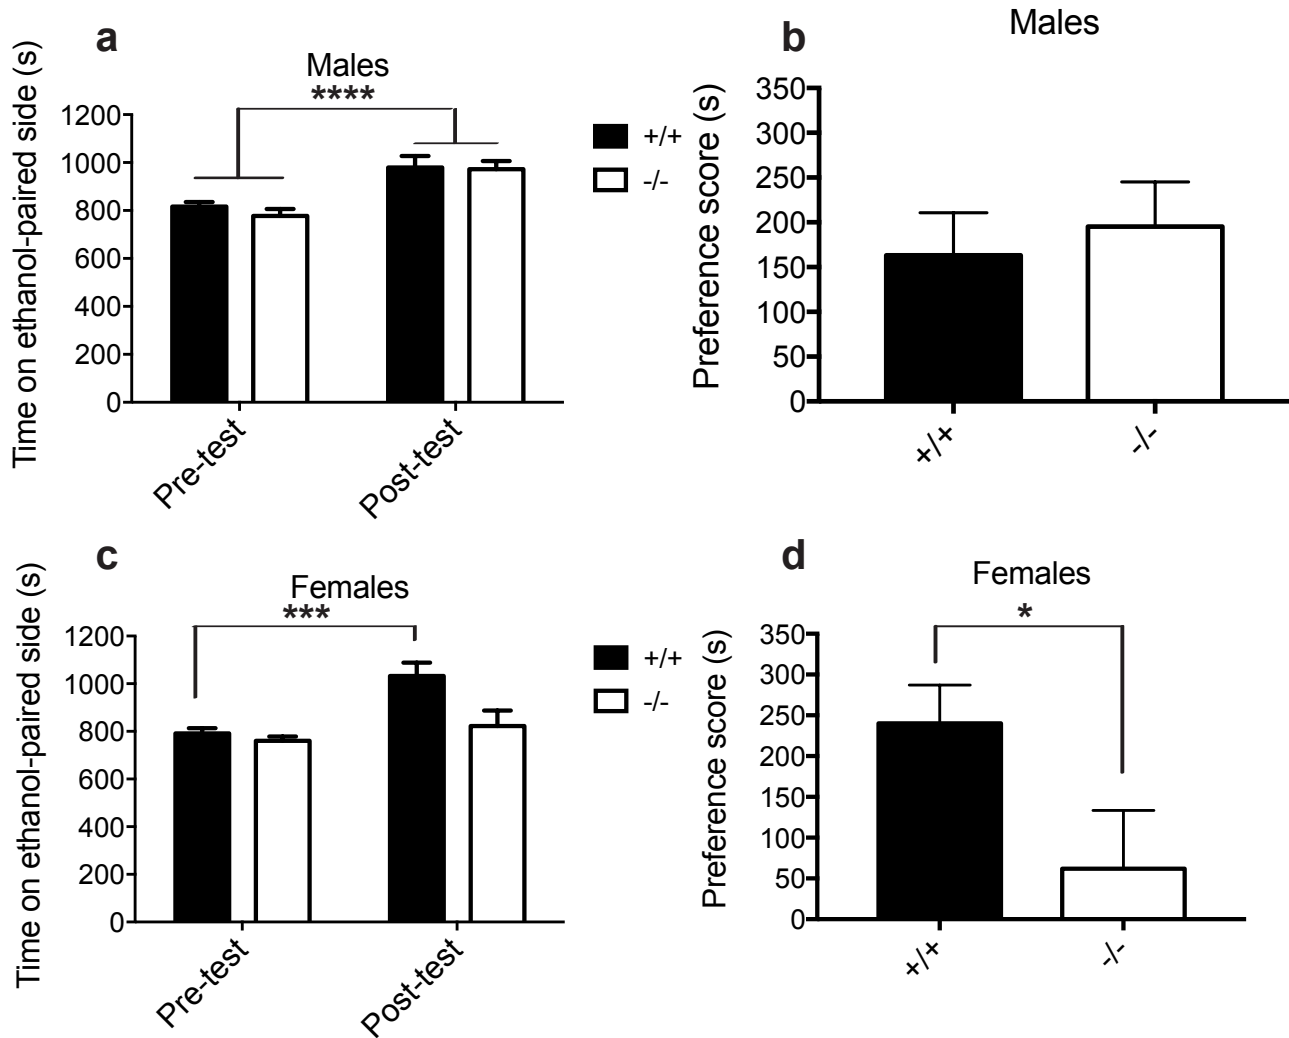 a
Males
****
Time on ethanol-paired side (s)
1200
1000
800
600
400
200
0
Pre-test
Post-test
+/+
-/-
b
Males
Preference score (s)
350
300
250
200
150
100
50
0
+/+
-/-
c
Females
***
Time on ethanol-paired side (s)
1200
1000
800
600
400
200
0
Pre-test
Post-test
+/+
-/-
d
Females
*
Preference score (s)
350
300
250
200
150
100
50
0
+/+
-/-